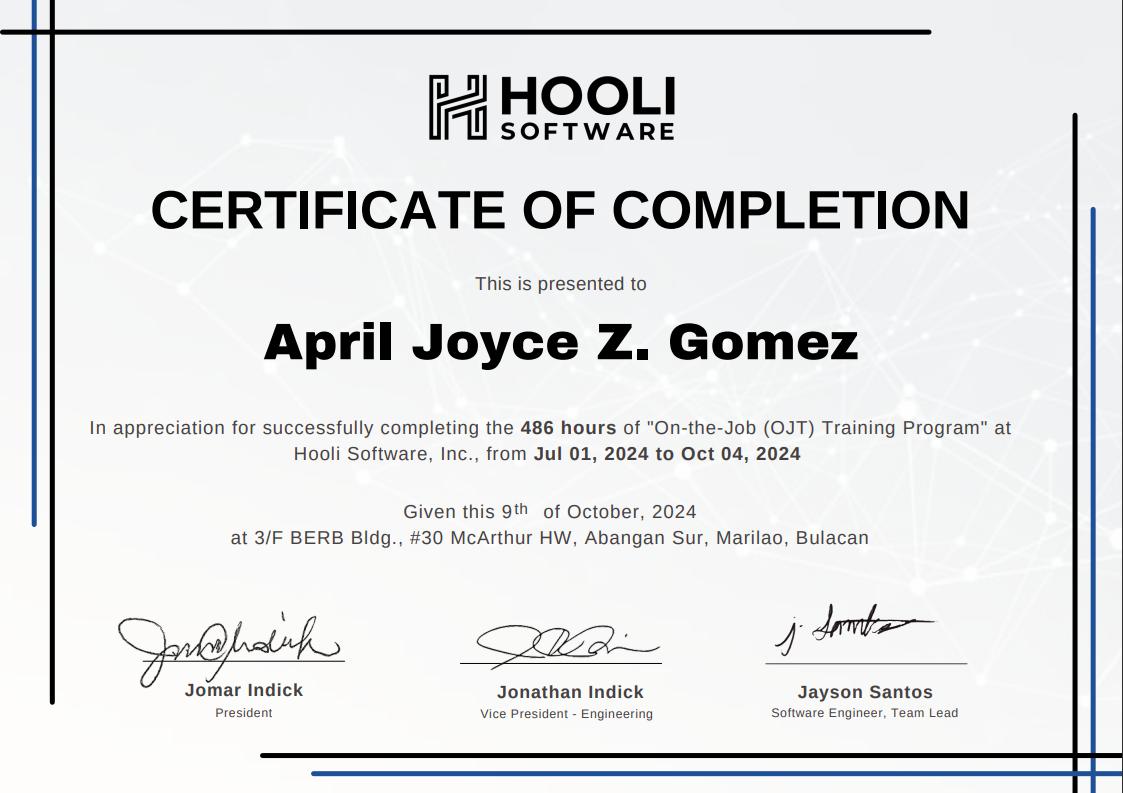 HOOLI
SOFTWARE
CERTIFICATE OF COMPLETION
This is presented to
April Joyce Z. Gomez
In appreciation for successfully completing the 486 hours of "On-the-Job (OJT) Training Program" at
Hooli Software, Inc., from Jul 01, 2024 to Oct 04, 2024
Given this 9th of October, 2024
at 3/F BERB Bldg., #30 McArthur HW, Abangan Sur, Marilao, Bulacan
Jomar Indick
President
Jonathan Indick
Vice President - Engineering
Jayson Santos
Software Engineer, Team Lead